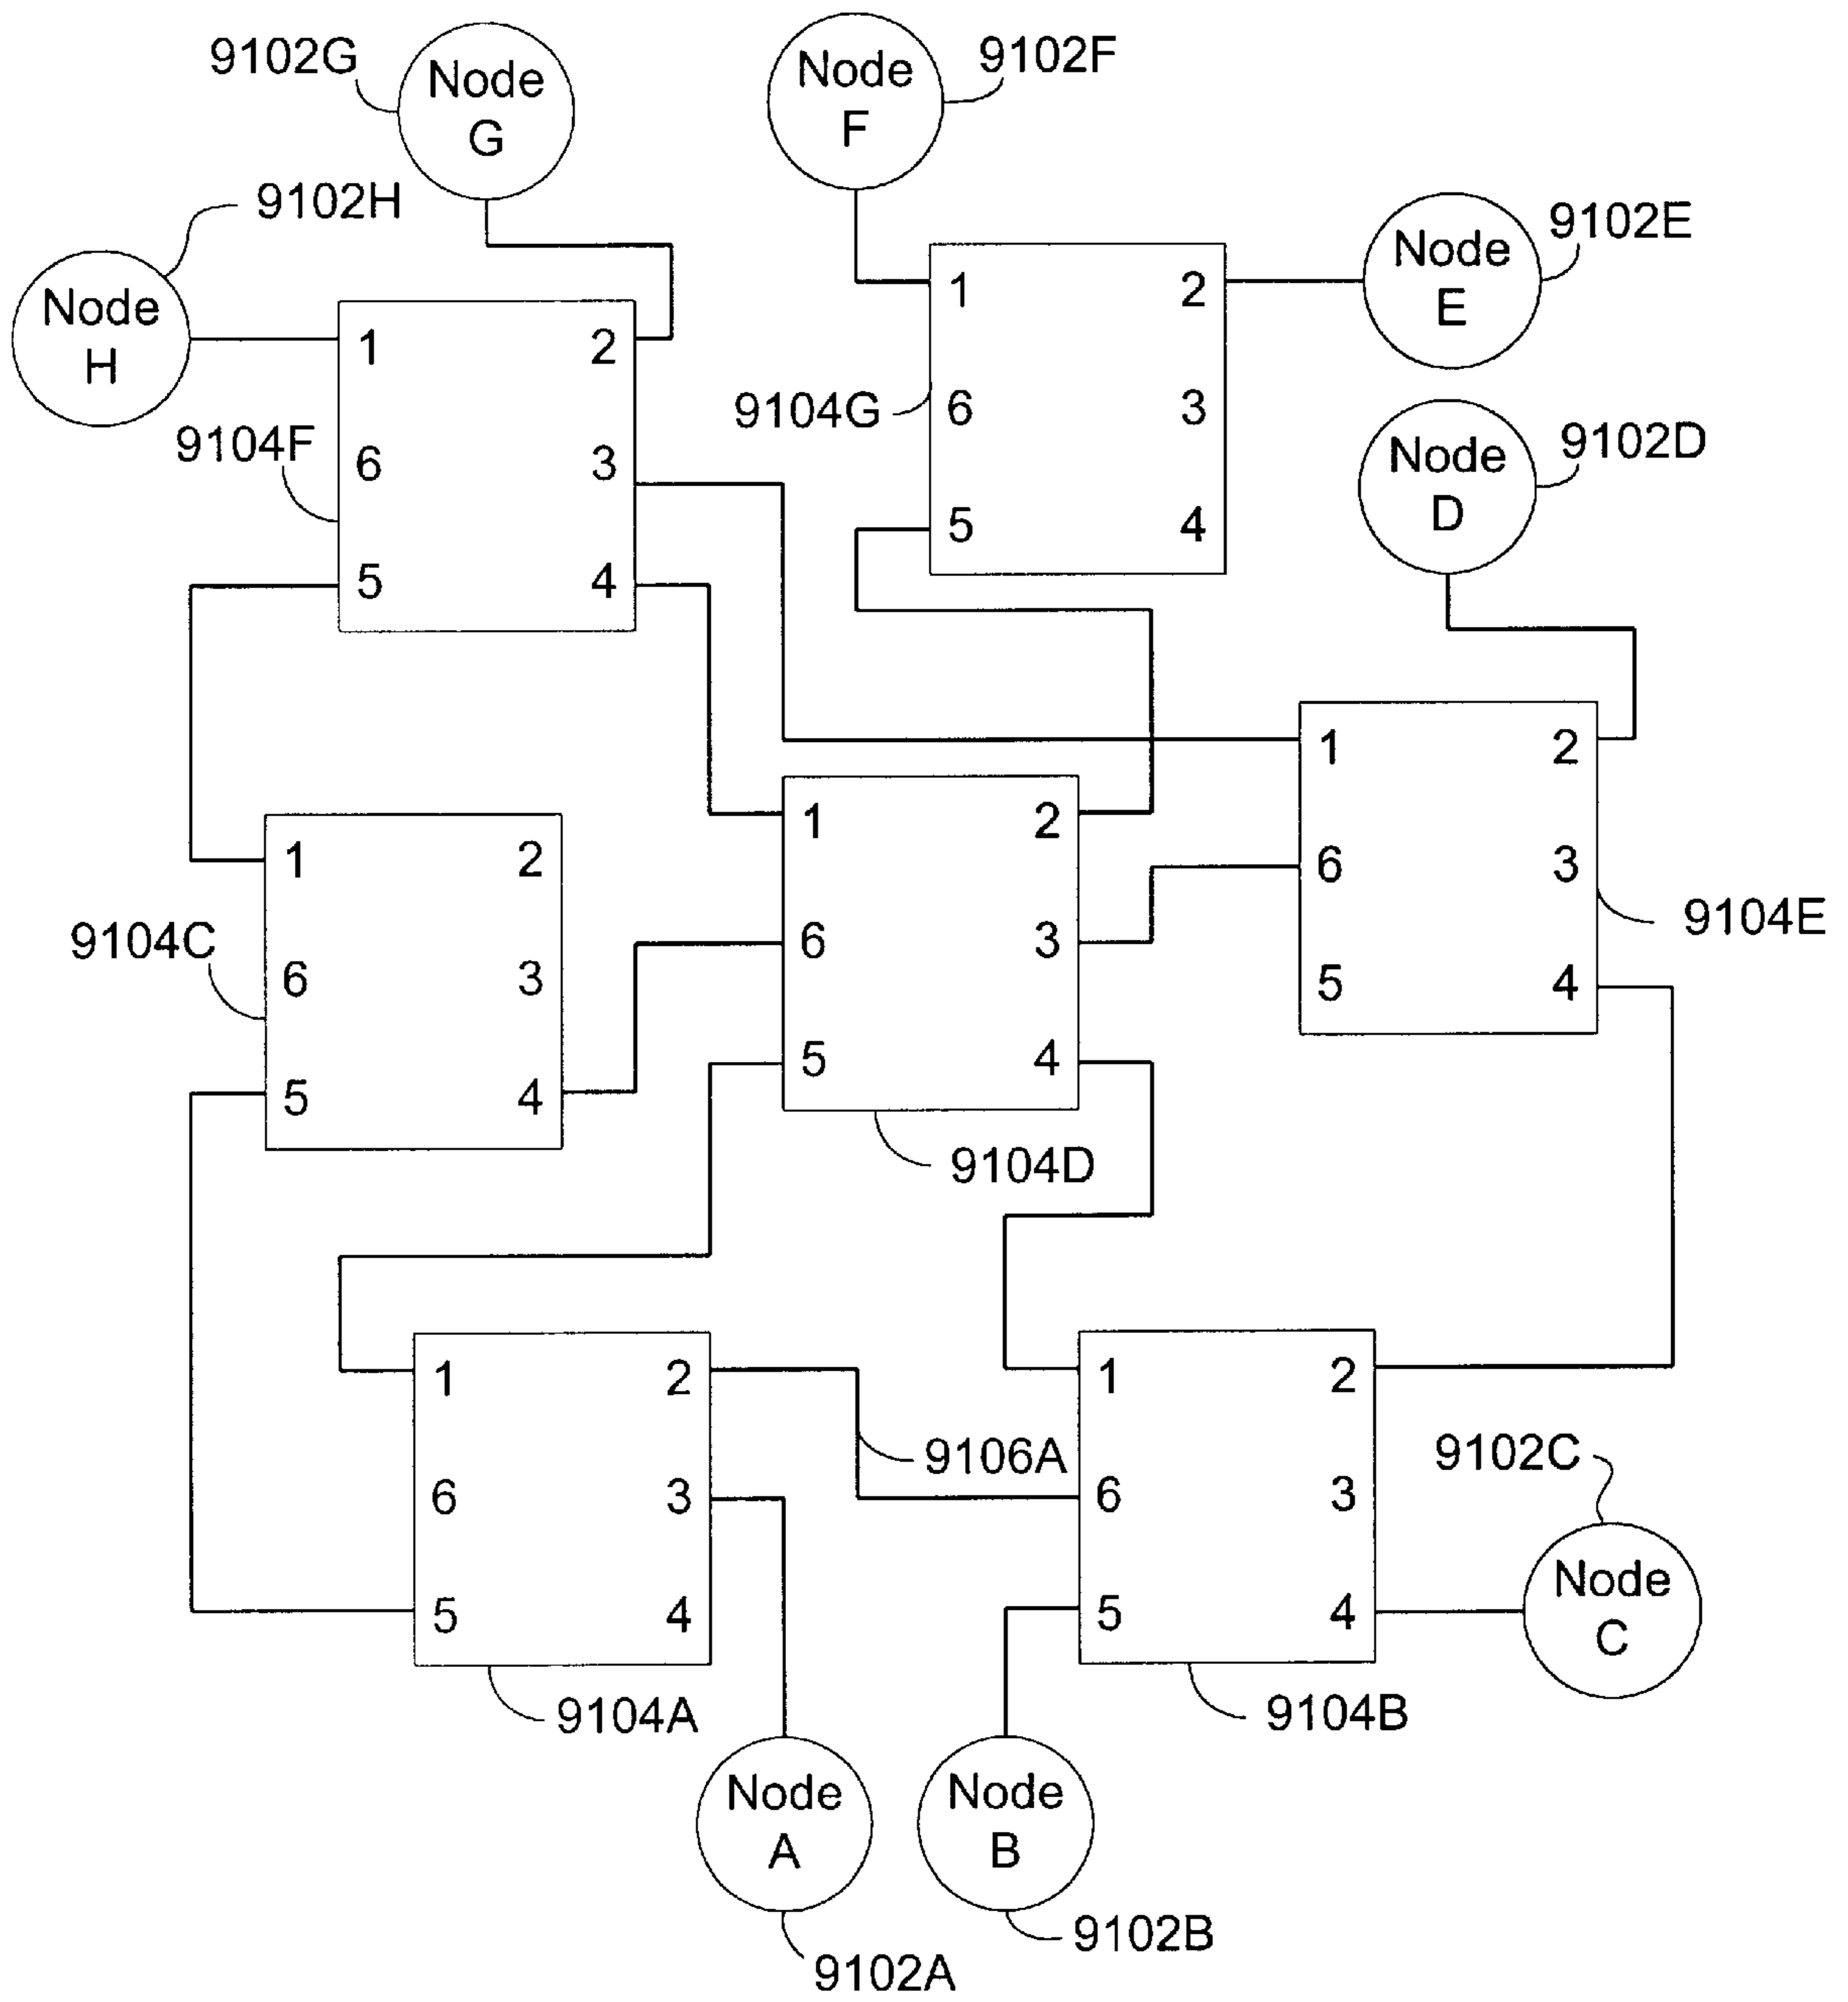 9102G
Node
G
Node
F
9102F
9102H
Node
H
9102E
Node
E
1 2
6 3
5 4
9104F
1 2
6 3
5 4
9104G
Node
D
9102D
1 2
6 3
5 4
9104E
1 2
6 3
5 4
9104D
1 2
6 3
5 4
9104C
1 2
6 3
5 4
9104A
9106A
1 2
6 3
5 4
9104B
9102C
Node
C
Node
A
9102A
Node
B
9102B